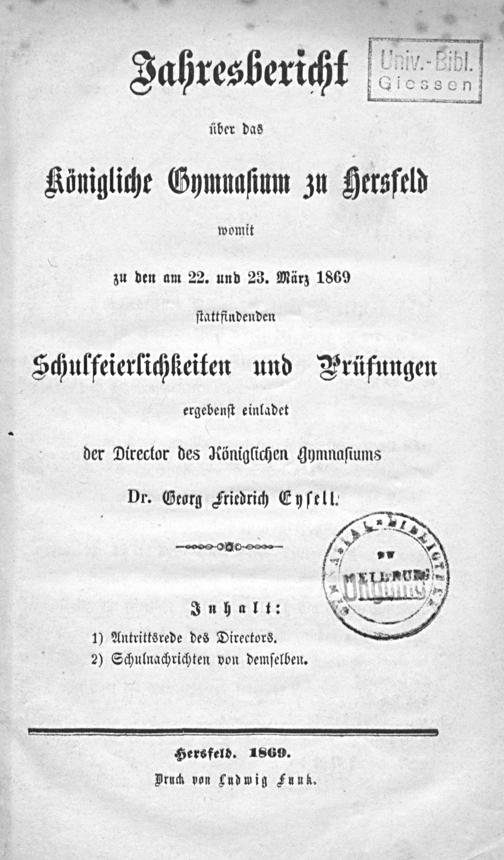 Jahresbericht
Univ.-Bibl.
Giessen
über das
Königliche Gymnasium zu Hersfeld
womit
zu den am 22. und 23. März 1869
stattfindenden
Schulfeierlichkeiten und Prüfungen
ergebenst einladet
der Director des Königlichen Gymnasiums
Dr. Georg Friedrich Eysell.
GYMNASIAL-BIBLIOTHEK
Inhalt:
1) Antrittsrede des Directors.
2) Schulnachrichten von demselben.
Hersfeld. 1869.
Druck von Ludwig Funk.